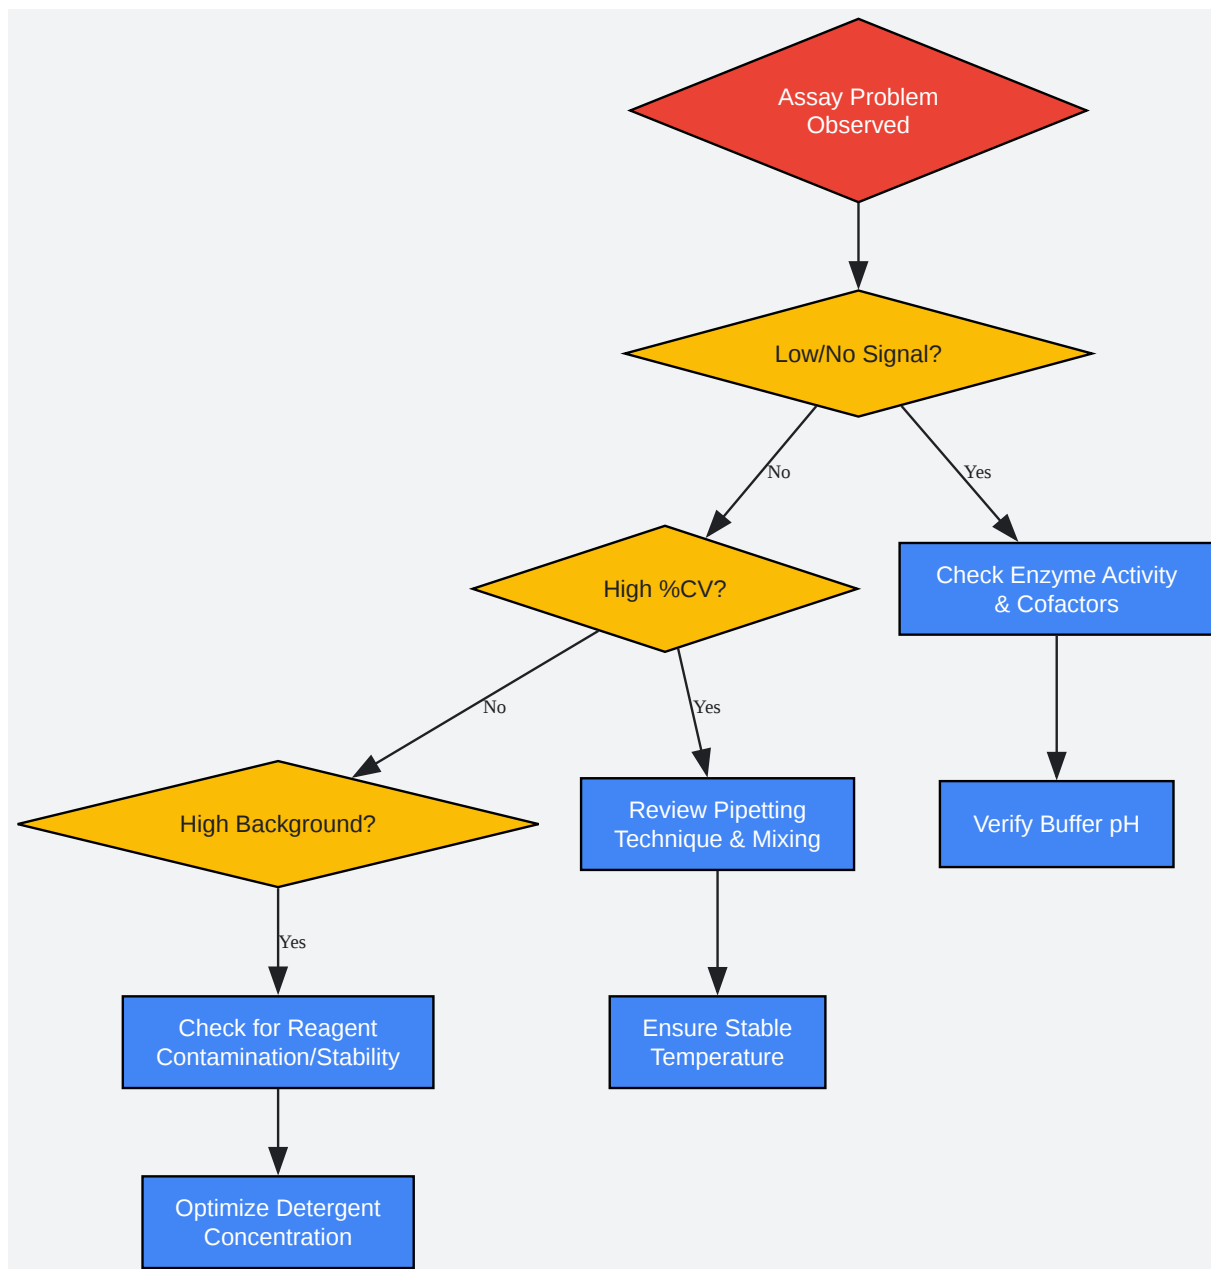 Assay Problem
Observed
Low/No Signal?
No
Yes
High %CV?
Check Enzyme Activity
& Cofactors
No
Yes
High Background?
Review Pipetting
Technique & Mixing
Verify Buffer pH
Yes
Check for Reagent
Contamination/Stability
Ensure Stable
Temperature
Optimize Detergent
Concentration